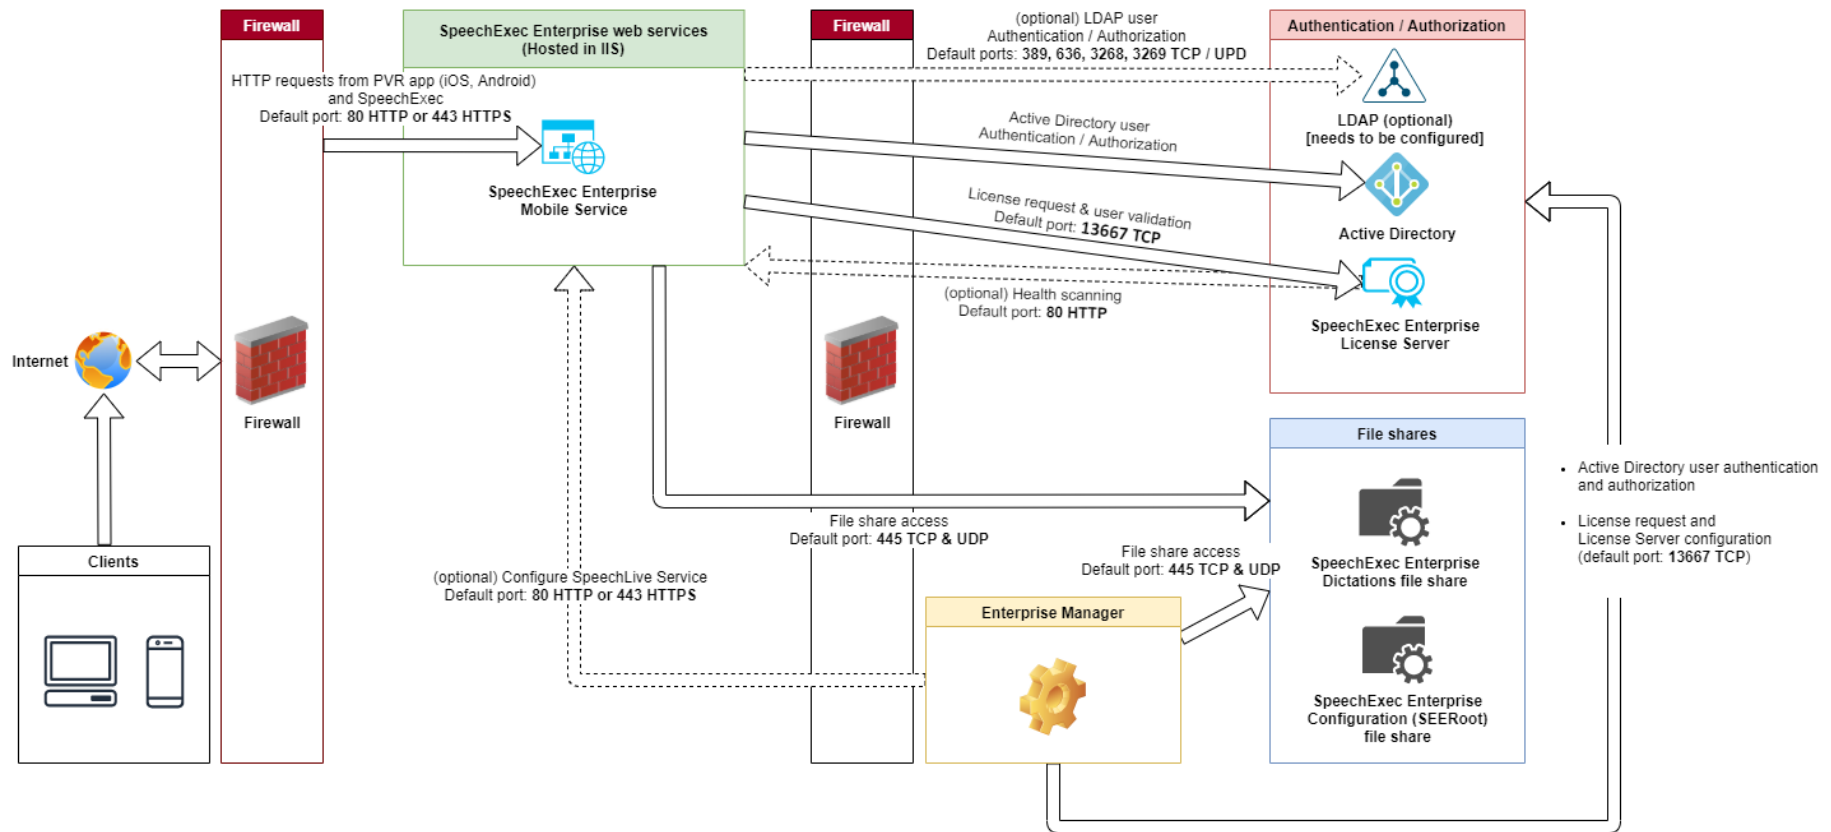 Firewall
SpeechExec Enterprise web services
(Hosted in IIS)
Firewall
(optional) LDAP user
Authentication / Authorization
Default ports: 389, 636, 3268, 3269 TCP / UPD
Authentication / Authorization
HTTP requests from PVR app (iOS, Android)
and SpeechExec
Default port: 80 HTTP or 443 HTTPS
SpeechExec Enterprise
Mobile Service
Active Directory user
Authentication / Authorization
LDAP (optional)
[needs to be configured]
License request & user validation
Default port: 13667 TCP
Active Directory
(optional) Health scanning
Default port: 80 HTTP
SpeechExec Enterprise
License Server
Internet
Firewall
Firewall
File shares
Active Directory user authentication
and authorization
License request and
License Server configuration
(default port: 13667 TCP)
File share access
Default port: 445 TCP & UDP
File share access
Default port: 445 TCP & UDP
SpeechExec Enterprise
Dictations file share
Clients
(optional) Configure SpeechLive Service
Default port: 80 HTTP or 443 HTTPS
Enterprise Manager
SpeechExec Enterprise
Configuration (SEERoot)
file share